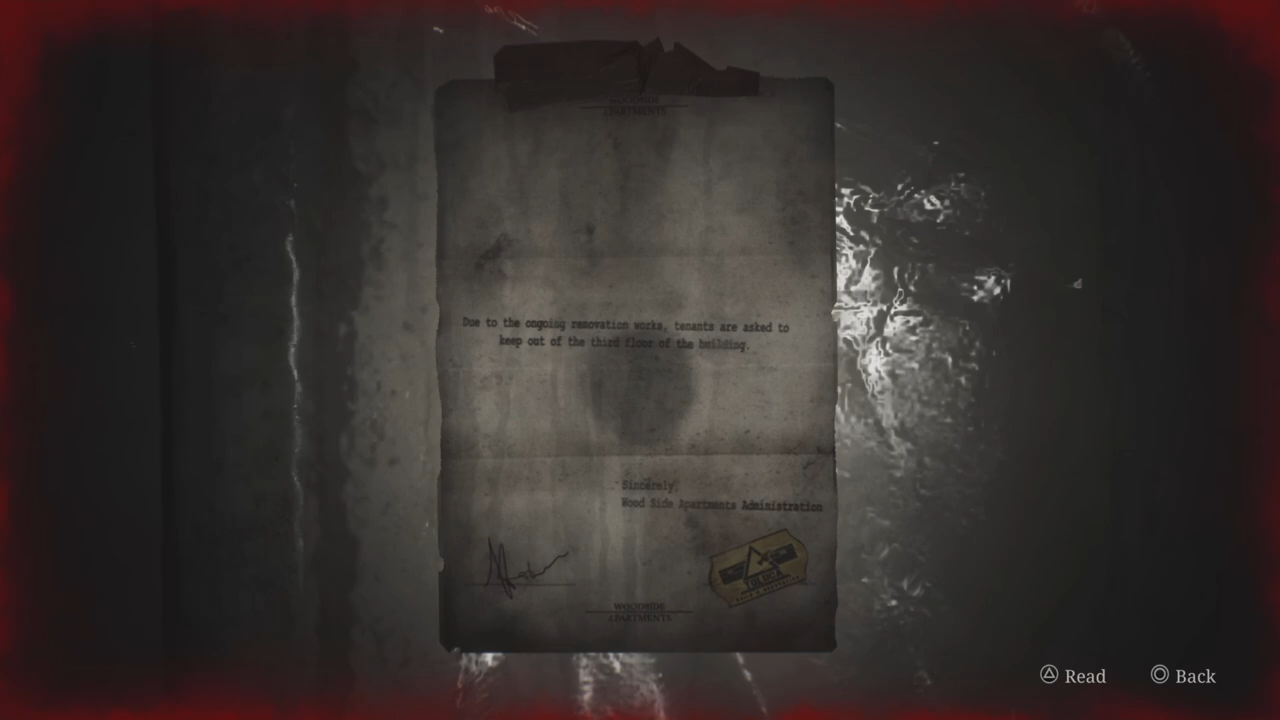 WOODSIDE
APARTMENTS
Due to the ongoing renovation works, tenants are asked to
keep out of the third floor of the building.
Sincerely,
Wood Side Apartments Administration
TOLUCA
WOODSIDE
APARTMENTS
Read
Back